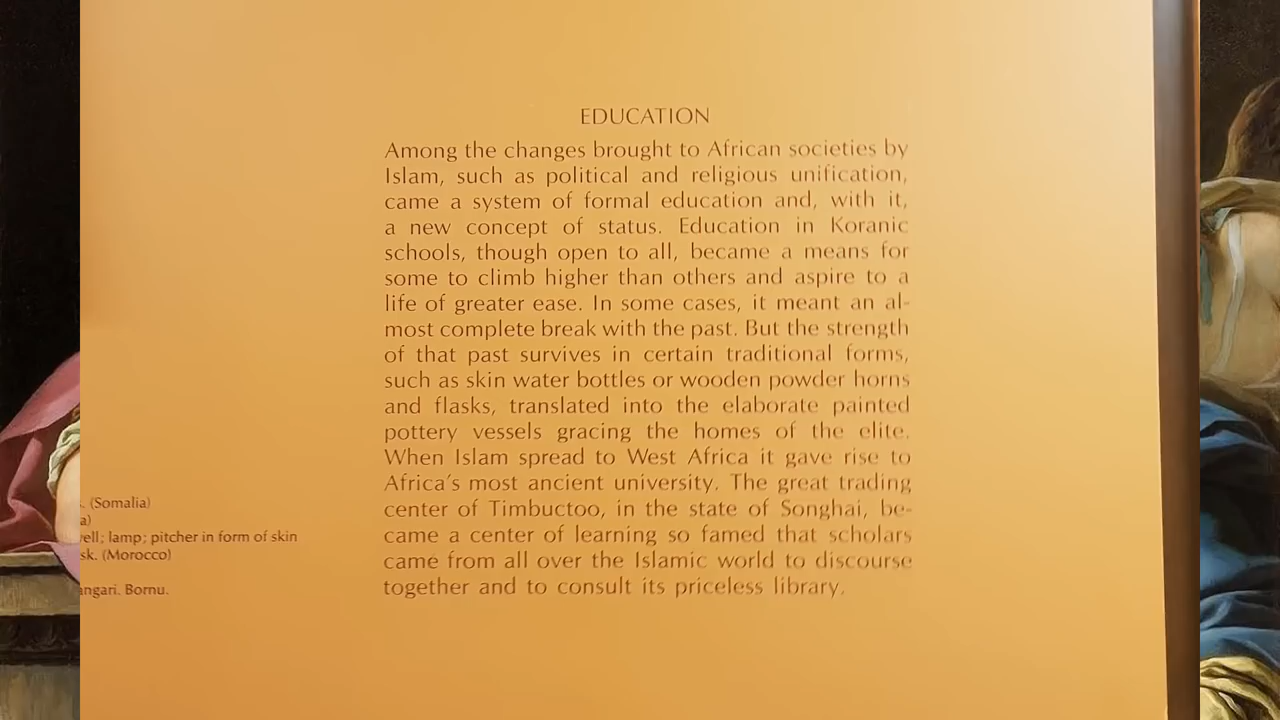 EDUCATION
Among the changes brought to African societies by
Islam, such as political and religious unification,
came a system of formal education and, with it,
a new concept of status. Education in Koranic
schools, though open to all, became a means for
some to climb higher than others and aspire to a
life of greater ease. In some cases, it meant an al-
most complete break with the past. But the strength
of that past survives in certain traditional forms,
such as skin water bottles or wooden powder horns
and flasks, translated into the elaborate painted
pottery vessels gracing the homes of the elite.
When Islam spread to West Africa it gave rise to
Africa's most ancient university. The great trading
center of Timbuctoo, in the state of Songhai, be-
came a center of learning so famed that scholars
came from all over the Islamic world to discourse
together and to consult its priceless library.
. (Somalia)
a)
ell; lamp; pitcher in form of skin
sk. (Morocco)
angari. Bornu.